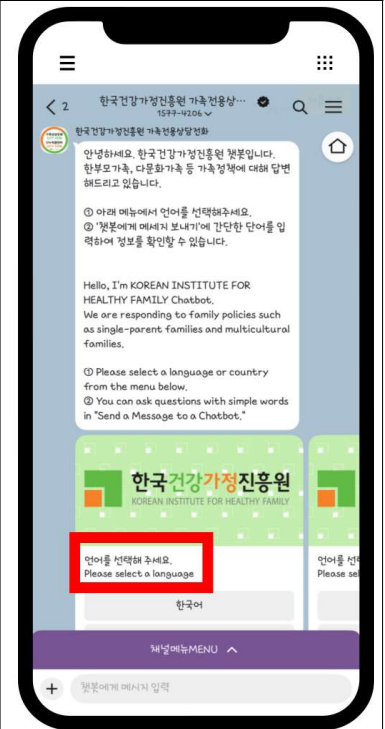 2
한국건강가정진흥원 가족전용상...
1577-4206
한국건강가정진흥원 가족전용상담전화
안녕하세요. 한국건강가정진흥원 챗봇입니다.
한부모가족, 다문화가족 등 가족정책에 대해 답변
해드리고 있습니다.
① 아래 메뉴에서 언어를 선택해주세요.
② '챗봇에게 메세지 보내기'에 간단한 단어를 입
력하여 정보를 확인할 수 있습니다.
Hello, I'm KOREAN INSTITUTE FOR
HEALTHY FAMILY Chatbot.
We are responding to family policies such
as single-parent families and multicultural
families.
① Please select a language or country
from the menu below.
② You can ask questions with simple words
in "Send a Message to a Chatbot."
한국건강가정진흥원
KOREAN INSTITUTE FOR HEALTHY FAMILY
언어를 선택해 주세요.
Please select a language
한국어
언어를 선
Please sel
채널메뉴MENU
챗봇에게 메시지 입력